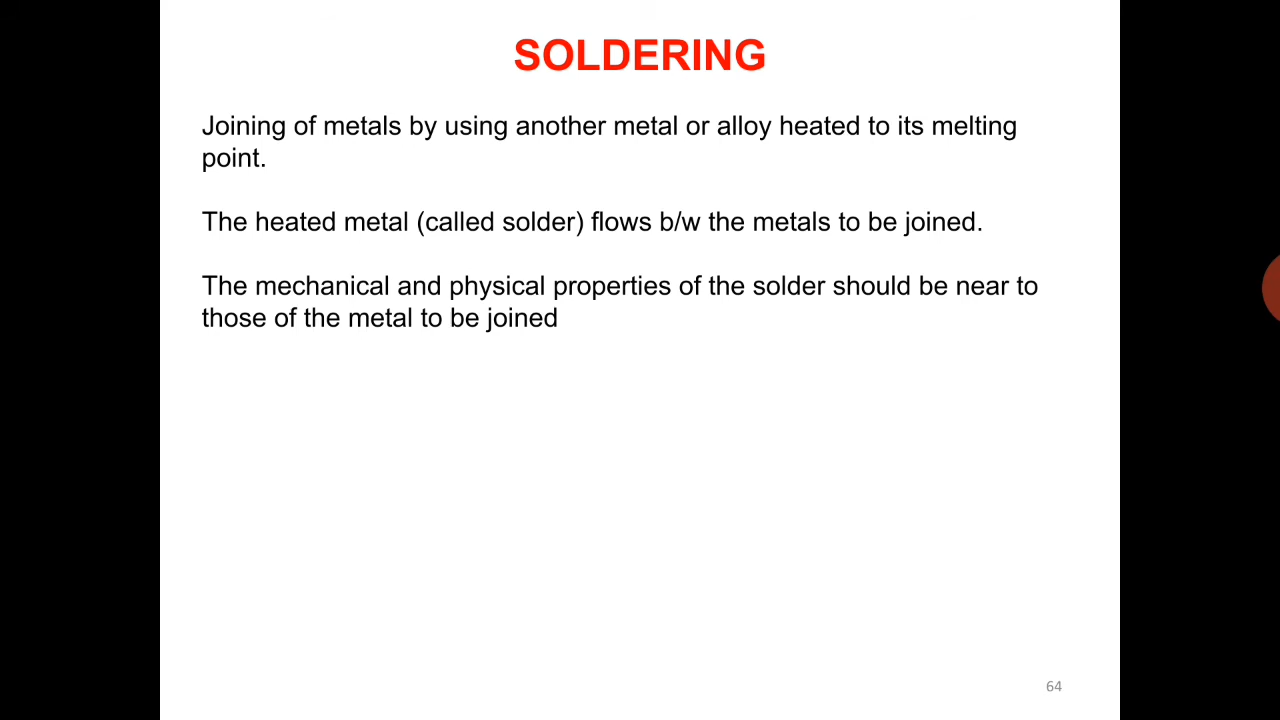 SOLDERING
Joining of metals by using another metal or alloy heated to its melting
point.
The heated metal (called solder) flows b/w the metals to be joined.
The mechanical and physical properties of the solder should be near to
those of the metal to be joined
64